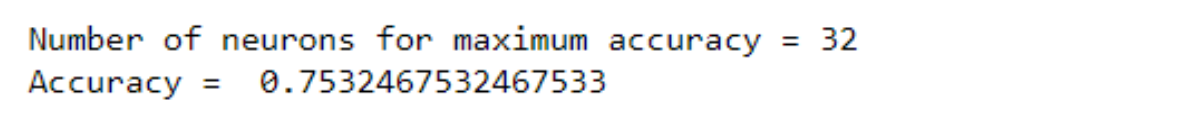 Number of neurons for maximum accuracy = 32
Accuracy =  0.7532467532467533